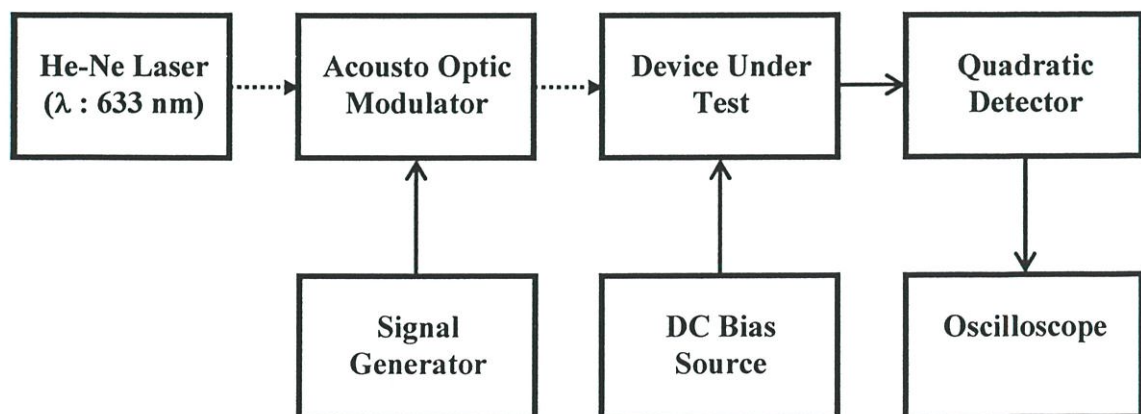 He-Ne Laser
(λ : 633 nm)
Acousto Optic
Modulator
Device Under
Test
Quadratic
Detector
Signal
Generator
DC Bias
Source
Oscilloscope